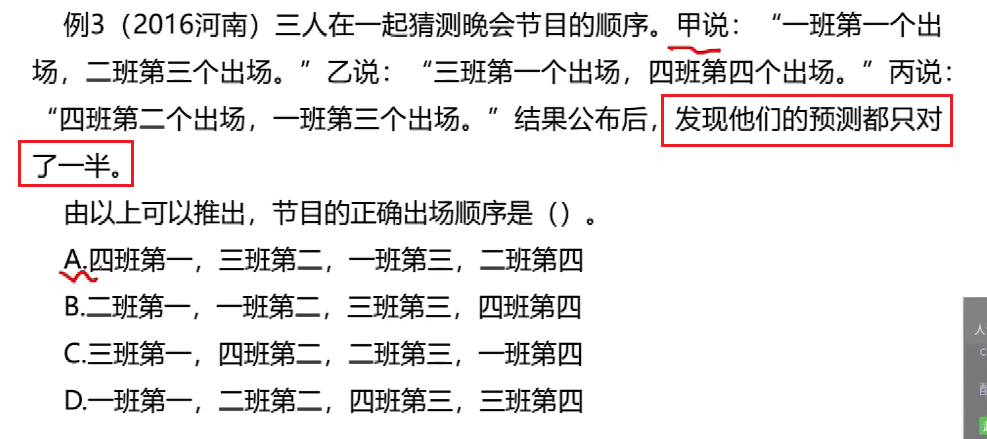 例3（2016河南）三人在一起猜测晚会节目的顺序。甲说：“一班第一个出
场，二班第三个出场。”乙说：“三班第一个出场，四班第四个出场。”丙说：
“四班第二个出场，一班第三个出场。”结果公布后，发现他们的预测都只对
了一半。
由以上可以推出，节目的正确出场顺序是（）。
A.四班第一，三班第二，一班第三，二班第四
B.二班第一，一班第二，三班第三，四班第四
C.三班第一，四班第二，二班第三，一班第四
D.一班第一，二班第二，四班第三，三班第四